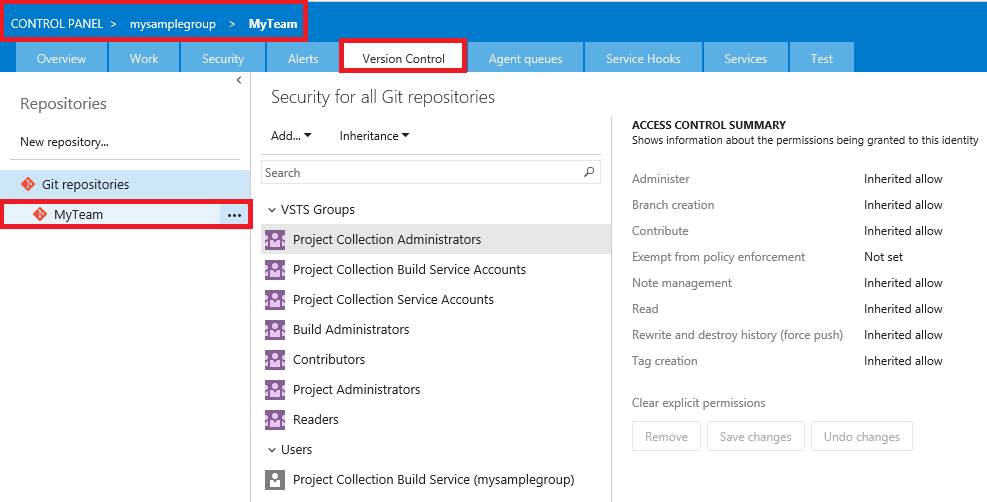 CONTROL PANEL > mysamplegroup > MyTeam
Overview Work Security Alerts Version Control Agent queues Service Hooks Services Test
Repositories
New repository...
Git repositories
MyTeam ...
Security for all Git repositories
Add... Inheritance
Search
VSTS Groups
Project Collection Administrators
Project Collection Build Service Accounts
Project Collection Service Accounts
Build Administrators
Contributors
Project Administrators
Readers
Users
Project Collection Build Service (mysamplegroup)
ACCESS CONTROL SUMMARY
Shows information about the permissions being granted to this identity
Administer Inherited allow
Branch creation Inherited allow
Contribute Inherited allow
Exempt from policy enforcement Not set
Note management Inherited allow
Read Inherited allow
Rewrite and destroy history (force push) Inherited allow
Tag creation Inherited allow
Clear explicit permissions
Remove Save changes Undo changes